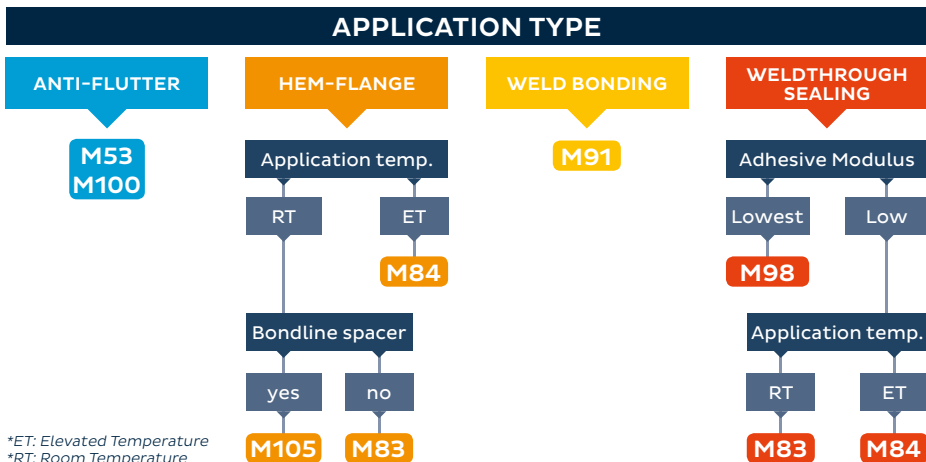 APPLICATION TYPE
ANTI-FLUTTER
M53
M100
HEM-FLANGE
Application temp.
RT
ET
M84
Bondline spacer
yes
no
M105
M83
WELD BONDING
M91
WELDTHROUGH
SEALING
Adhesive Modulus
Lowest
Low
M98
Application temp.
RT
ET
M83
M84
*ET: Elevated Temperature
*RT: Room Temperature